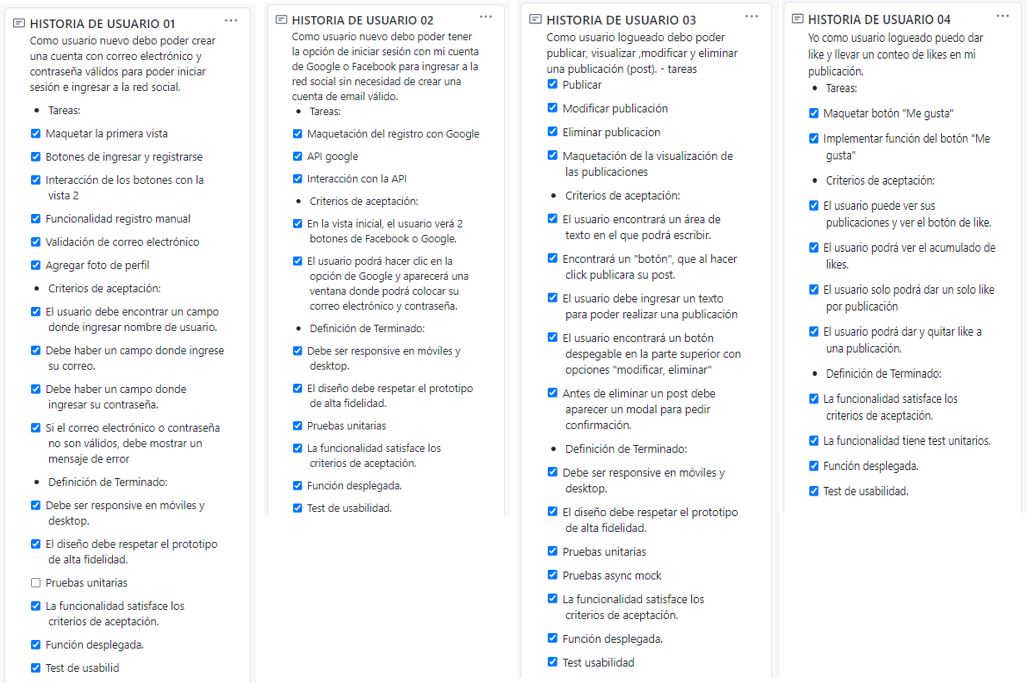 HISTORIA DE USUARIO 01
Como usuario nuevo debo poder crear
una cuenta con correo electrónico y
contraseña válidos para poder iniciar
sesión e ingresar a la red social.
Tareas:
Maquetar la primera vista
Botones de ingresar y registrarse
Interacción de los botones con la
vista 2
Funcionalidad registro manual
Validación de correo electrónico
Agregar foto de perfil
Criterios de aceptación:
El usuario debe encontrar un campo
donde ingresar nombre de usuario.
Debe haber un campo donde ingrese
su correo.
Debe haber un campo donde
ingresar su contraseña.
Si el correo electrónico o contraseña
no son válidos, debe mostrar un
mensaje de error
Definición de Terminado:
Debe ser responsive en móviles y
desktop.
El diseño debe respetar el prototipo
de alta fidelidad.
Pruebas unitarias
La funcionalidad satisface los
criterios de aceptación.
Función desplegada.
Test de usabilid
HISTORIA DE USUARIO 02
Como usuario nuevo debo poder tener
la opción de iniciar sesión con mi cuenta
de Google o Facebook para ingresar a la
red social sin necesidad de crear una
cuenta de email válido.
Tareas:
Maquetación del registro con Google
API google
Interacción con la API
Criterios de aceptación:
En la vista inicial, el usuario verá 2
botones de Facebook o Google.
El usuario podrá hacer clic en la
opción de Google y aparecerá una
ventana donde podrá colocar su
correo electrónico y contraseña.
Definición de Terminado:
Debe ser responsive en móviles y
desktop.
El diseño debe respetar el prototipo
de alta fidelidad.
Pruebas unitarias
La funcionalidad satisface los
criterios de aceptación.
Función desplegada.
Test de usabilidad.
HISTORIA DE USUARIO 03
Como usuario logueado debo poder
publicar, visualizar ,modificar y eliminar
una publicación (post). - tareas
Publicar
Modificar publicación
Eliminar publicacion
Maquetación de la visualización de
las publicaciones
Criterios de aceptación:
El usuario encontrará un área de
texto en el que podrá escribir.
Encontrará un "botón", que al hacer
click publicara su post.
El usuario debe ingresar un texto
para poder realizar una publicación
El usuario encontrará un botón
despegable en la parte superior con
opciones "modificar, eliminar"
Antes de eliminar un post debe
aparecer un modal para pedir
confirmación.
Definición de Terminado:
Debe ser responsive en móviles y
desktop.
El diseño debe respetar el prototipo
de alta fidelidad.
Pruebas unitarias
Pruebas async mock
La funcionalidad satisface los
criterios de aceptación.
Función desplegada.
Test usabilidad
HISTORIA DE USUARIO 04
Yo como usuario logueado puedo dar
like y llevar un conteo de likes en mi
publicación.
Tareas:
Maquetar botón "Me gusta"
Implementar función del botón "Me
gusta"
Criterios de aceptación:
El usuario puede ver sus
publicaciones y ver el botón de like.
El usuario podrá ver el acumulado de
likes.
El usuario solo podrá dar un solo like
por publicación
El usuario podrá dar y quitar like a
una publicación.
Definición de Terminado:
La funcionalidad satisface los
criterios de aceptación.
La funcionalidad tiene test unitarios.
Función desplegada.
Test de usabilidad.